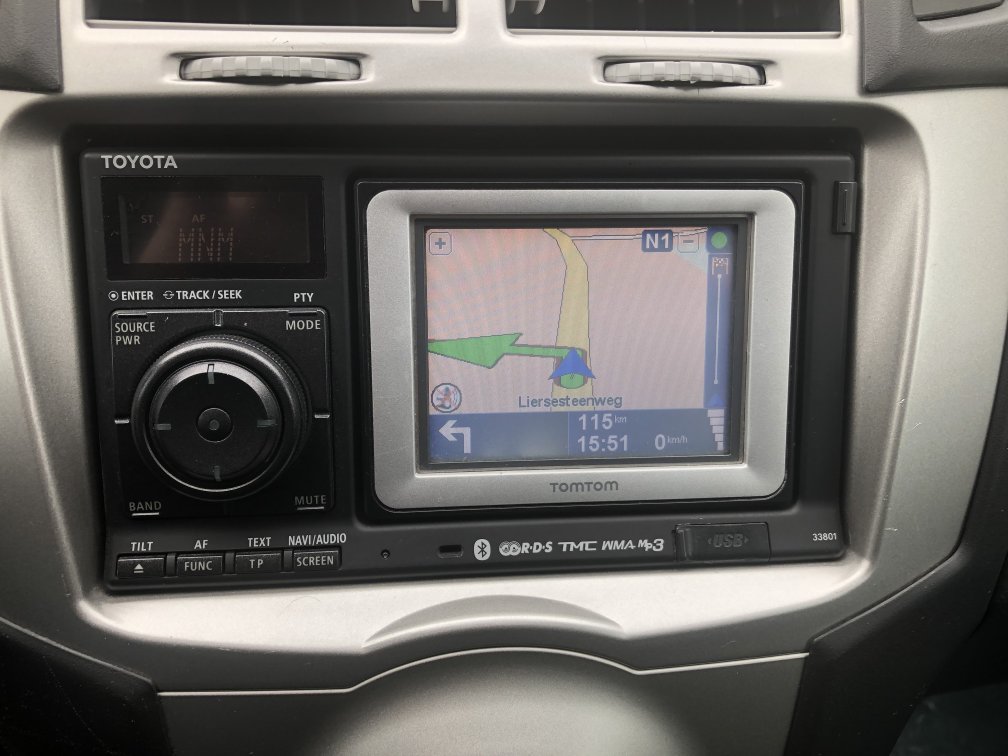 TOYOTA
ST AF
MNM
ENTER TRACK / SEEK PTY
SOURCE
PWR
MODE
BAND
MUTE
TILT AF TEXT NAVI/AUDIO
FUNC TP SCREEN
+
N1
-
Liersesteenweg
115 km
15:51 0 km/h
TOMTOM
R·D·S TMC WMA MP3
USB
33801